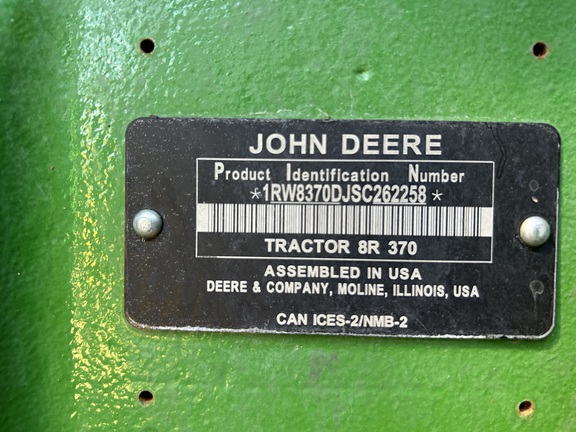 JOHN DEERE
Product Identification Number
*1RW8370DJSC262258*
TRACTOR 8R 370
ASSEMBLED IN USA
DEERE & COMPANY, MOLINE, ILLINOIS, USA
CAN ICES-2/NMB-2